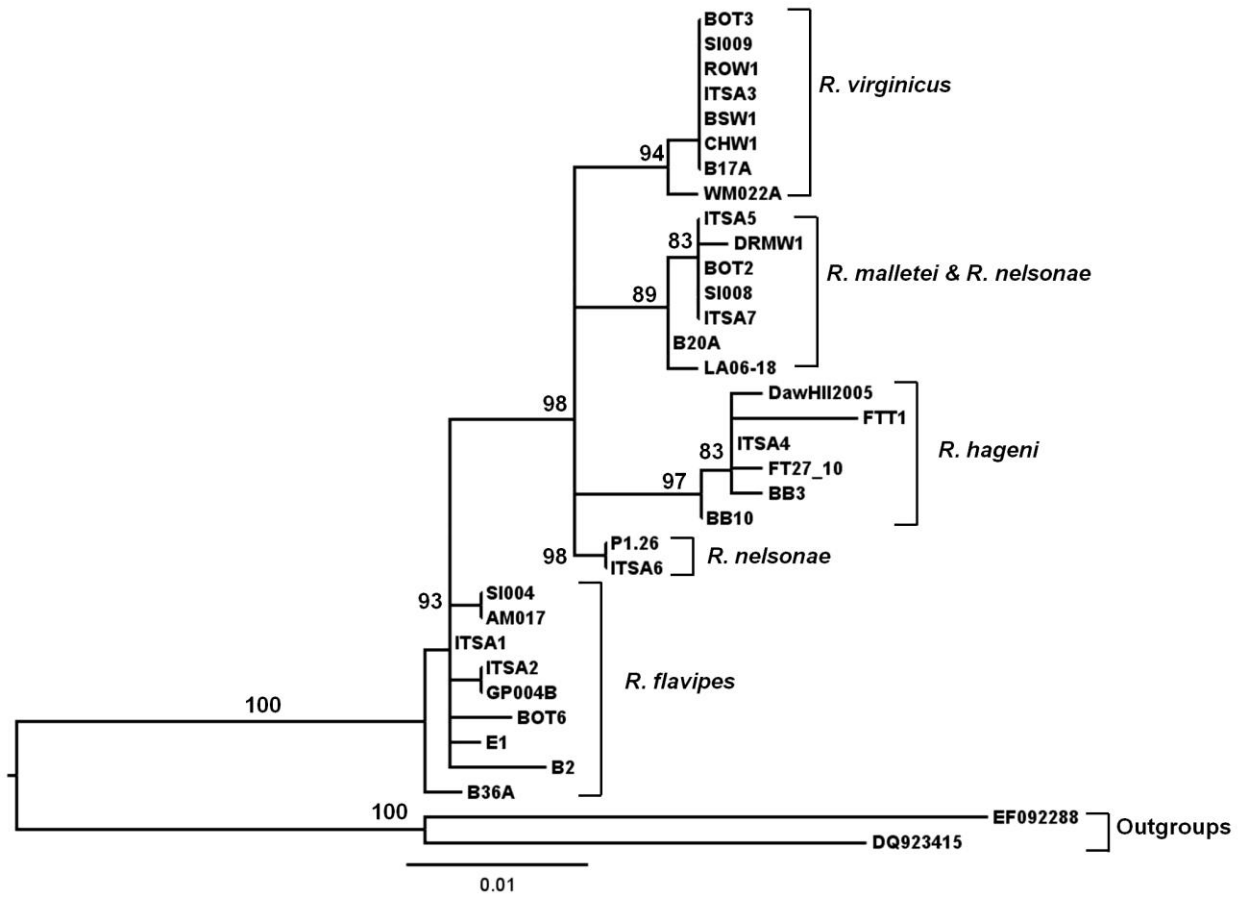 BOT3
SI009
ROW1
ITSA3
BSW1
CHW1
B17A
WM022A
R. virginicus
94
ITSA5
DRMW1
BOT2
SI008
ITSA7
B20A
LA06-18
R. malletei & R. nelsonae
83
89
DawHII2005
FTT1
ITSA4
FT27_10
BB3
BB10
R. hageni
83
97
98
P1.26
ITSA6
R. nelsonae
98
SI004
AM017
ITSA1
ITSA2
GP004B
BOT6
E1
B2
B36A
R. flavipes
93
100
100
EF092288
DQ923415
Outgroups
0.01